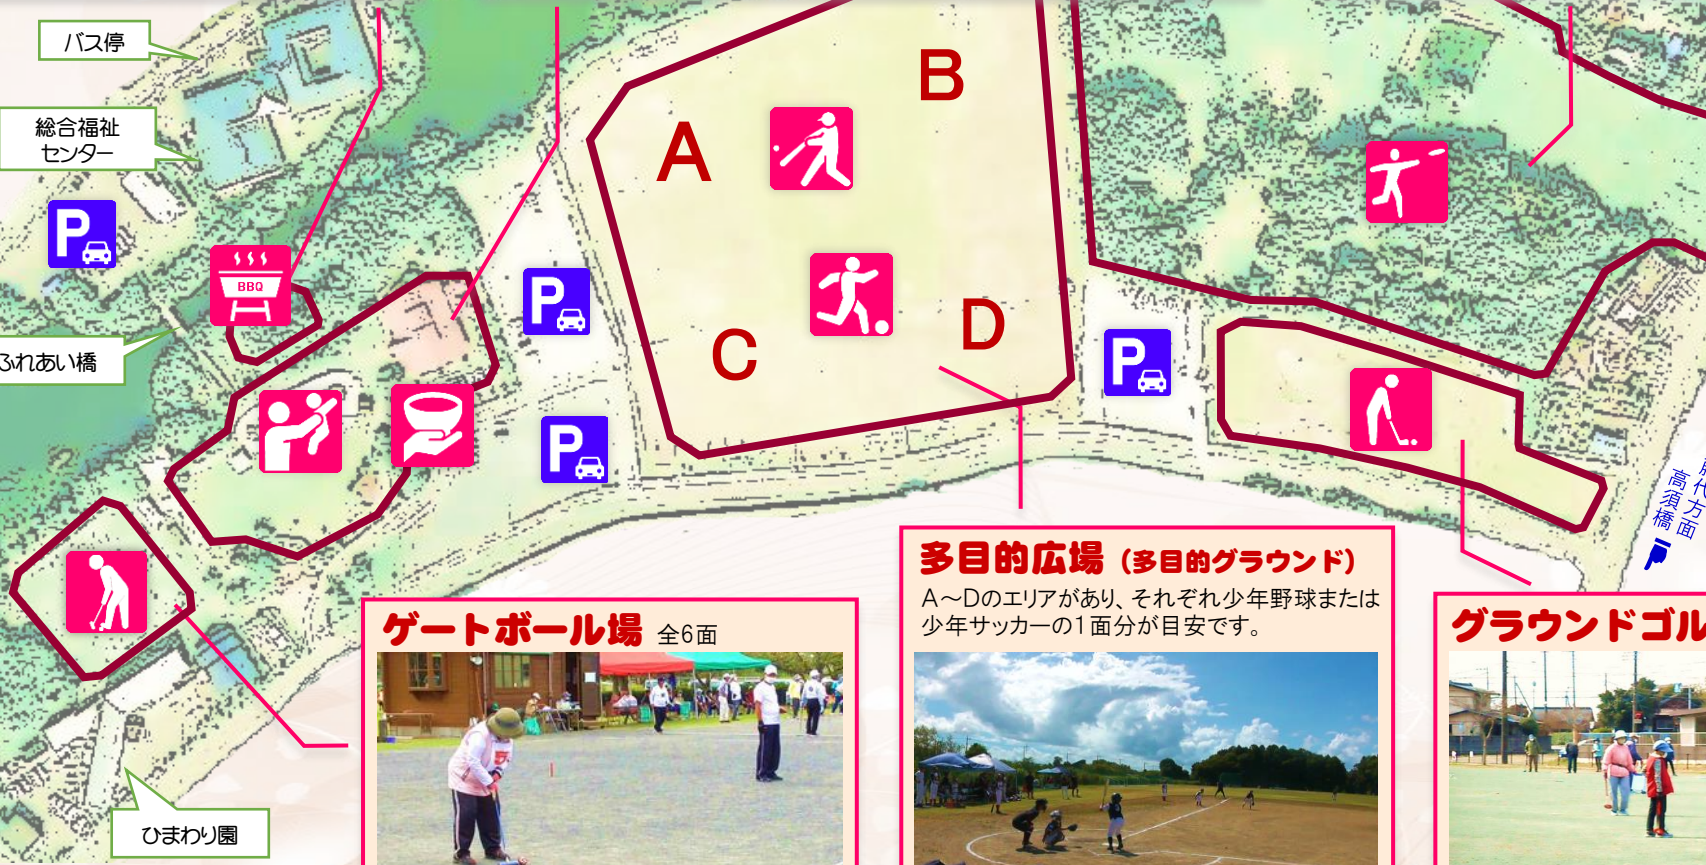 バス停
総合福祉
センター
P
BBQ
ふれあい橋
A
B
C
D
P
P
P
高須橋
ひまわり園
ゲートボール場 全6面
多目的広場（多目的グラウンド）
A～Dのエリアがあり、それぞれ少年野球または
少年サッカーの1面分が目安です。
グラウンドゴル